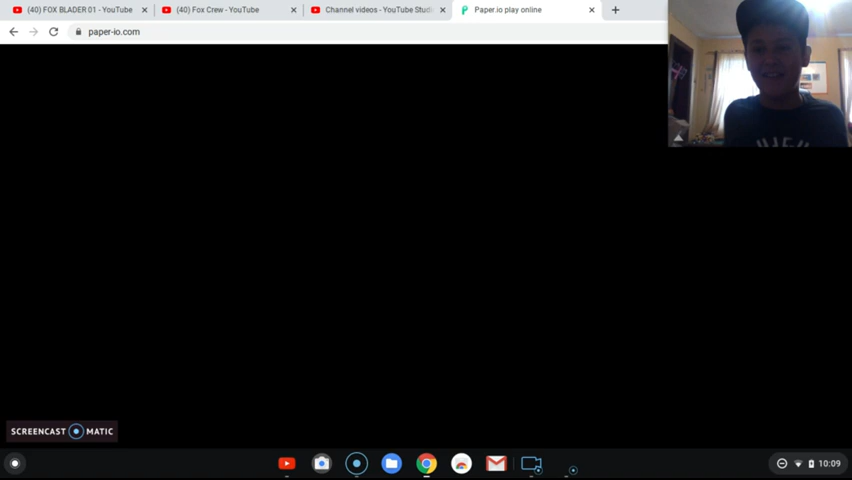 (40) FOX BLADER 01 - YouTube
(40) Fox Crew - YouTube
Channel videos - YouTube Studi
Paper.io play online
paper-io.com
SCREENCAST MATIC
10:09